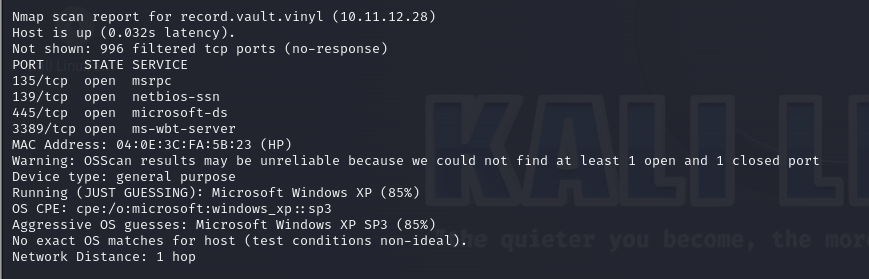 Nmap scan report for record.vault.vinyl (10.11.12.28)
Host is up (0.032s latency).
Not shown: 996 filtered tcp ports (no-response)
PORT     STATE SERVICE
135/tcp  open  msrpc
139/tcp  open  netbios-ssn
445/tcp  open  microsoft-ds
3389/tcp open  ms-wbt-server
MAC Address: 04:0E:3C:FA:5B:23 (HP)
Warning: OSScan results may be unreliable because we could not find at least 1 open and 1 closed port
Device type: general purpose
Running (JUST GUESSING): Microsoft Windows XP (85%)
OS CPE: cpe:/o:microsoft:windows_xp::sp3
Aggressive OS guesses: Microsoft Windows XP SP3 (85%)
No exact OS matches for host (test conditions non-ideal).
Network Distance: 1 hop
KALI LI
the quieter you become, the mor